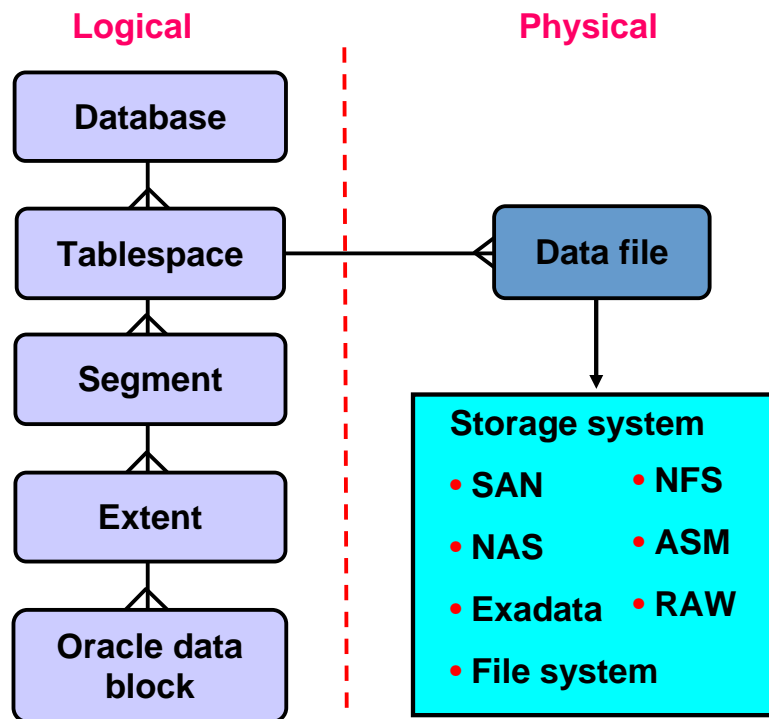 Logical
Physical
Database
Tablespace
Data file
Segment
Extent
Oracle data
block
Storage system
• SAN
• NFS
• NAS
• ASM
• Exadata
• RAW
• File system